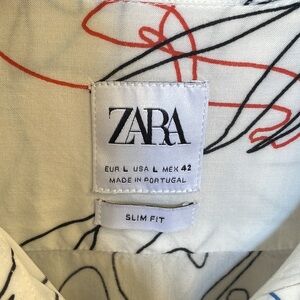 ZARA
EUR L USA L MEX 42
MADE IN PORTUGAL
SLIM FIT